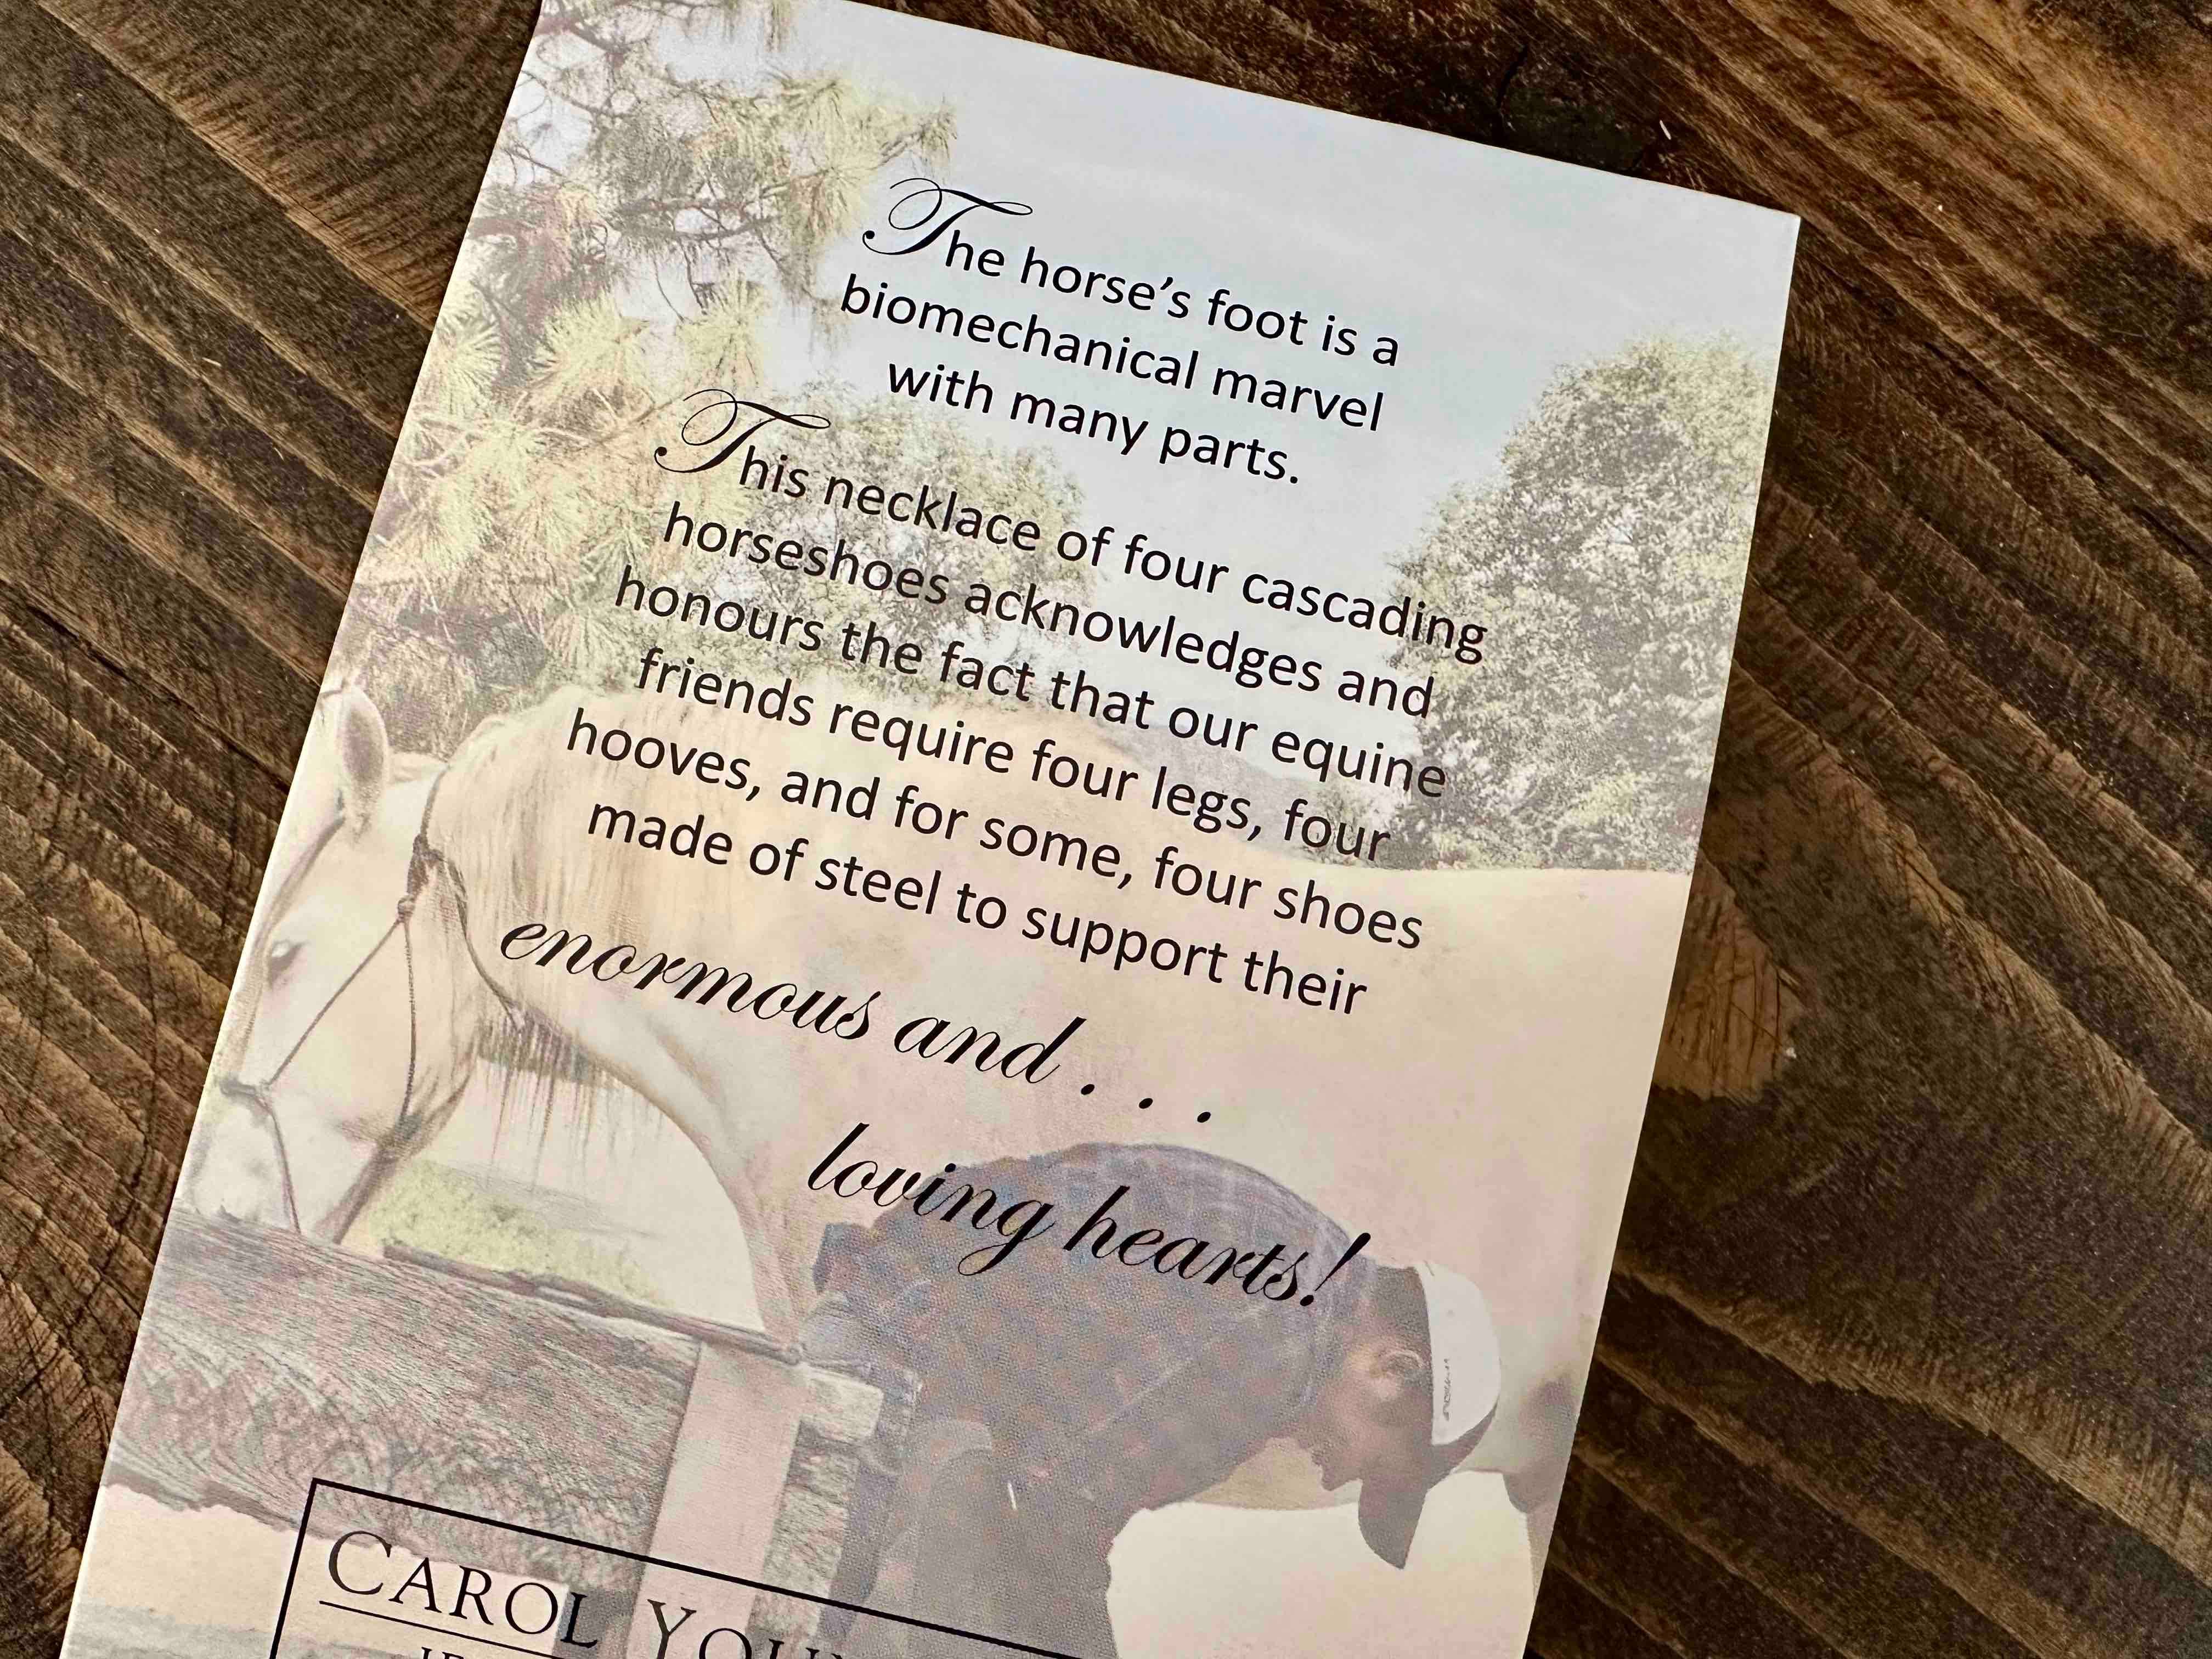 The horse's foot is a
biomechanical marvel
with many parts.
This necklace of four cascading
horseshoes acknowledges and
honours the fact that our equine
friends require four legs, four
hooves, and for some, four shoes
made of steel to support their
enormous and . . .
loving hearts!
CAROL